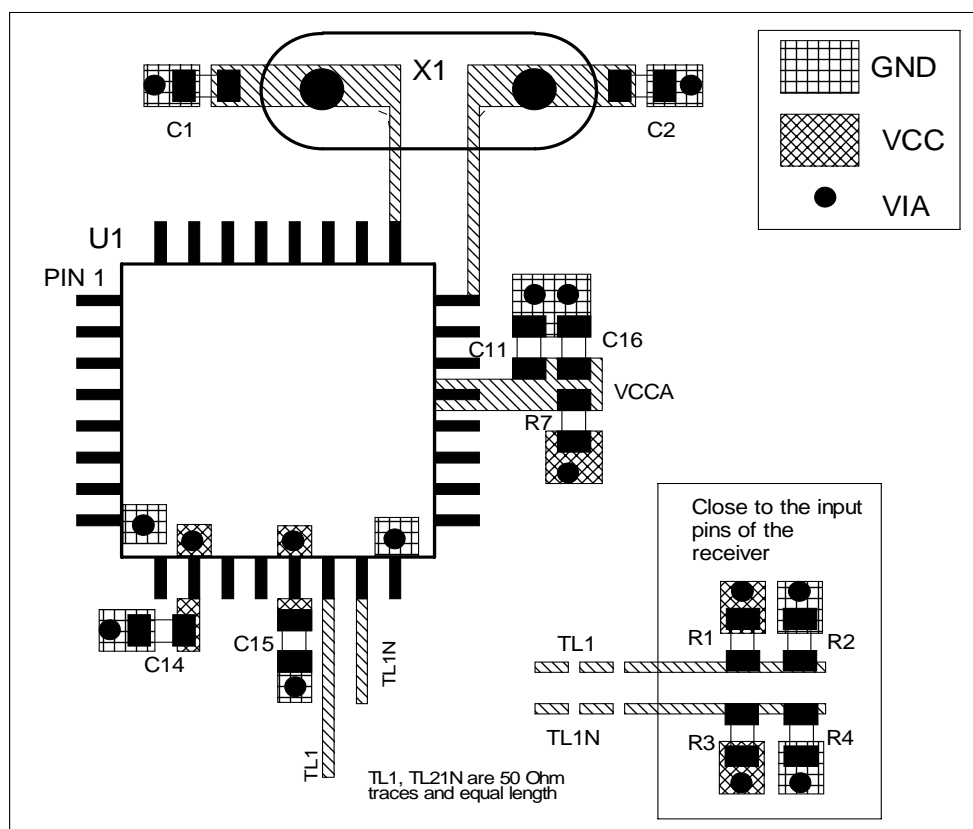 X1
C1
C2
GND
VCC
VIA
U1
PIN 1
C11
C16
VCCA
R7
Close to the input
pins of the
receiver
C14
C15
TL1
TL1N
TL1
TL1N
R1
R2
R3
R4
TL1, TL21N are 50 Ohm
traces and equal length